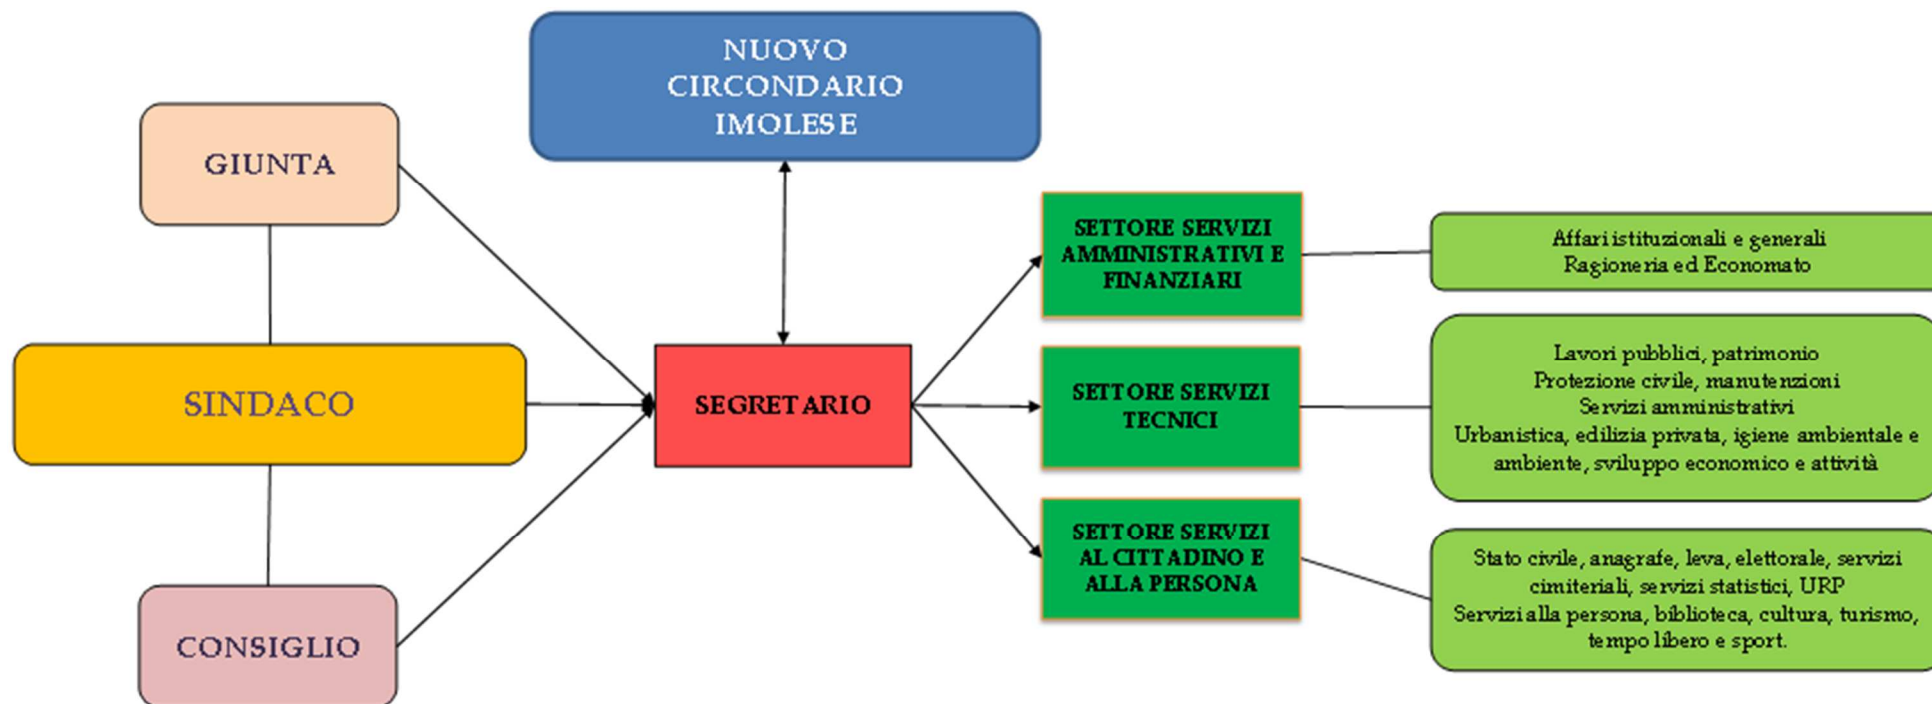 NUOVO
CIRCONDARIO
IMOLESE
GIUNTA
SINDACO
CONSIGLIO
SEGRETARIO
SETTORE SERVIZI
AMMINISTRATIVI E
FINANZIARI
Affari istituzionali e generali
Ragioneria ed Economato
SETTORE SERVIZI
TECNICI
Lavori pubblici, patrimonio
Protezione civile, manutenzioni
Servizi amministrativi
Urbanistica, edilizia privata, igiene ambientale e
ambiente, sviluppo economico e attività
SETTORE SERVIZI
AL CITTADINO E
ALLA PERSONA
Stato civile, anagrafe, leva, elettorale, servizi
cimiteriali, servizi statistici, URP
Servizi alla persona, biblioteca, cultura, turismo,
tempo libero e sport.